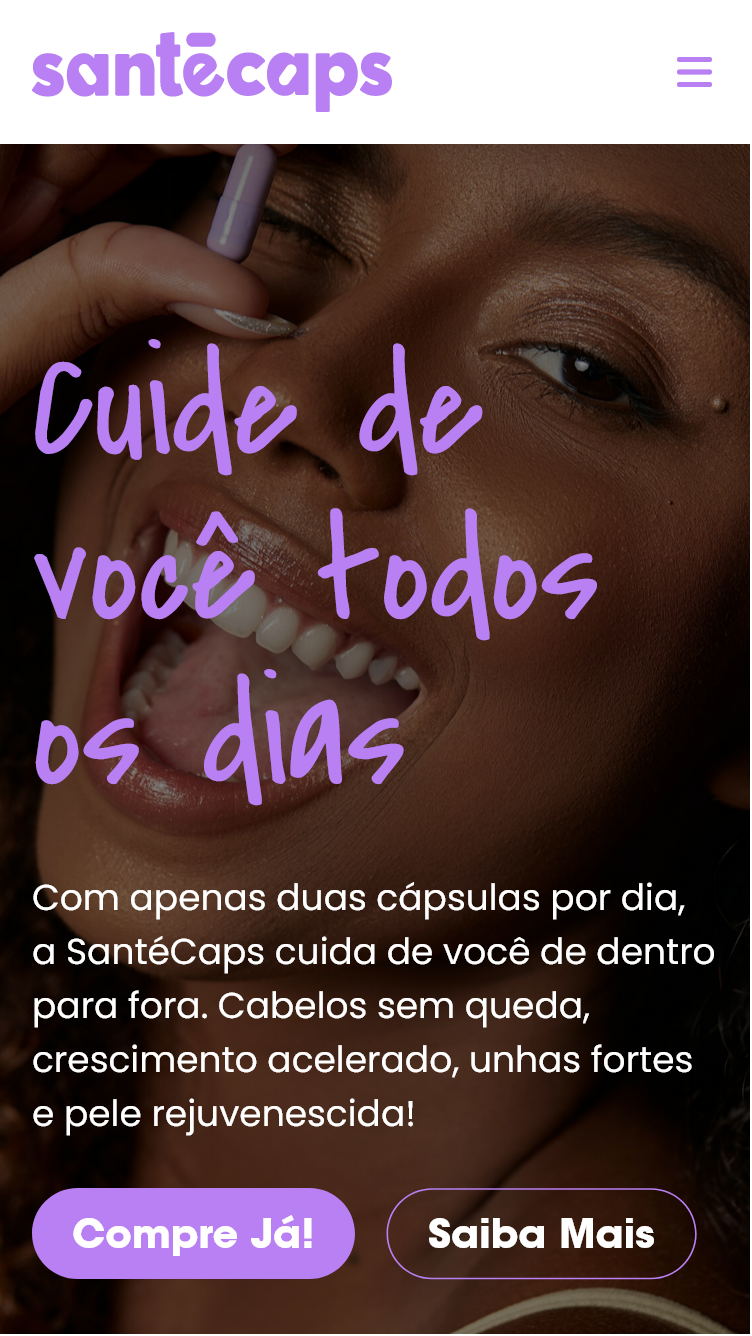 santēcaps
Cuide de
você todos
os dias
Com apenas duas cápsulas por dia,
a SantéCaps cuida de você de dentro
para fora. Cabelos sem queda,
crescimento acelerado, unhas fortes
e pele rejuvenescida!
Compre Já! Saiba Mais